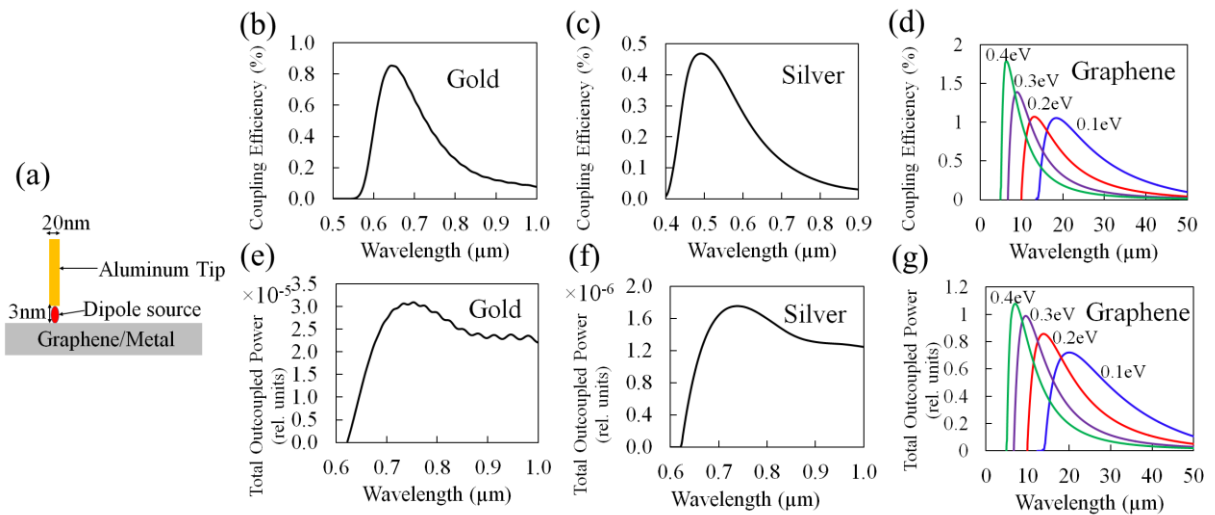 (a)
20nm
Aluminum Tip
3nm
Dipole source
Graphene/Metal
(b)
Coupling Efficiency (%)
1.0
0.8
0.6
0.4
0.2
0
Gold
0.5 0.6 0.7 0.8 0.9 1.0
Wavelength (µm)
(c)
Coupling Efficiency (%)
0.5
0.4
0.3
0.2
0.1
0
Silver
0.4 0.5 0.6 0.7 0.8 0.9
Wavelength (µm)
(d)
Coupling Efficiency (%)
2
1.5
1
0.5
0
0.4eV
0.3eV
0.2eV
0.1eV
Graphene
0 10 20 30 40 50
Wavelength (µm)
(e)
Total Outcoupled Power
(rel. units)
×10-5
3.5
3.0
2.5
2.0
1.5
1.0
0.5
0
Gold
0.6 0.7 0.8 0.9 1.0
Wavelength (µm)
(f)
Total Outcoupled Power
(rel. units)
×10-6
2.0
1.6
1.2
0.8
0.4
0
Silver
0.6 0.7 0.8 0.9 1.0
Wavelength (µm)
(g)
Total Outcoupled Power
(rel. units)
1.2
1
0.8
0.6
0.4
0.2
0
0.4eV
0.3eV
0.2eV
0.1eV
Graphene
0 10 20 30 40 50
Wavelength (µm)